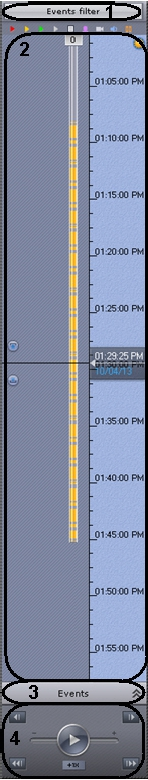 Events filter
1
2
0
01:05:00 PM
01:10:00 PM
01:15:00 PM
01:20:00 PM
01:25:00 PM
01:29:25 PM
10/04/13
01:35:00 PM
01:40:00 PM
01:45:00 PM
01:50:00 PM
01:55:00 PM
3
Events
4
- +
+1X